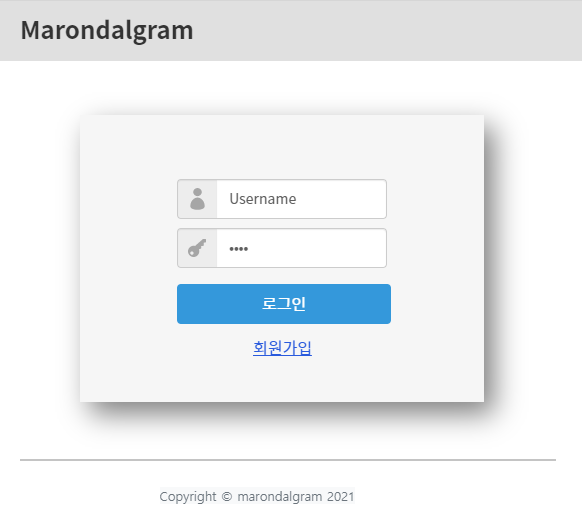 Marondalgram
Username
••••
로그인
회원가입
Copyright © marondalgram 2021